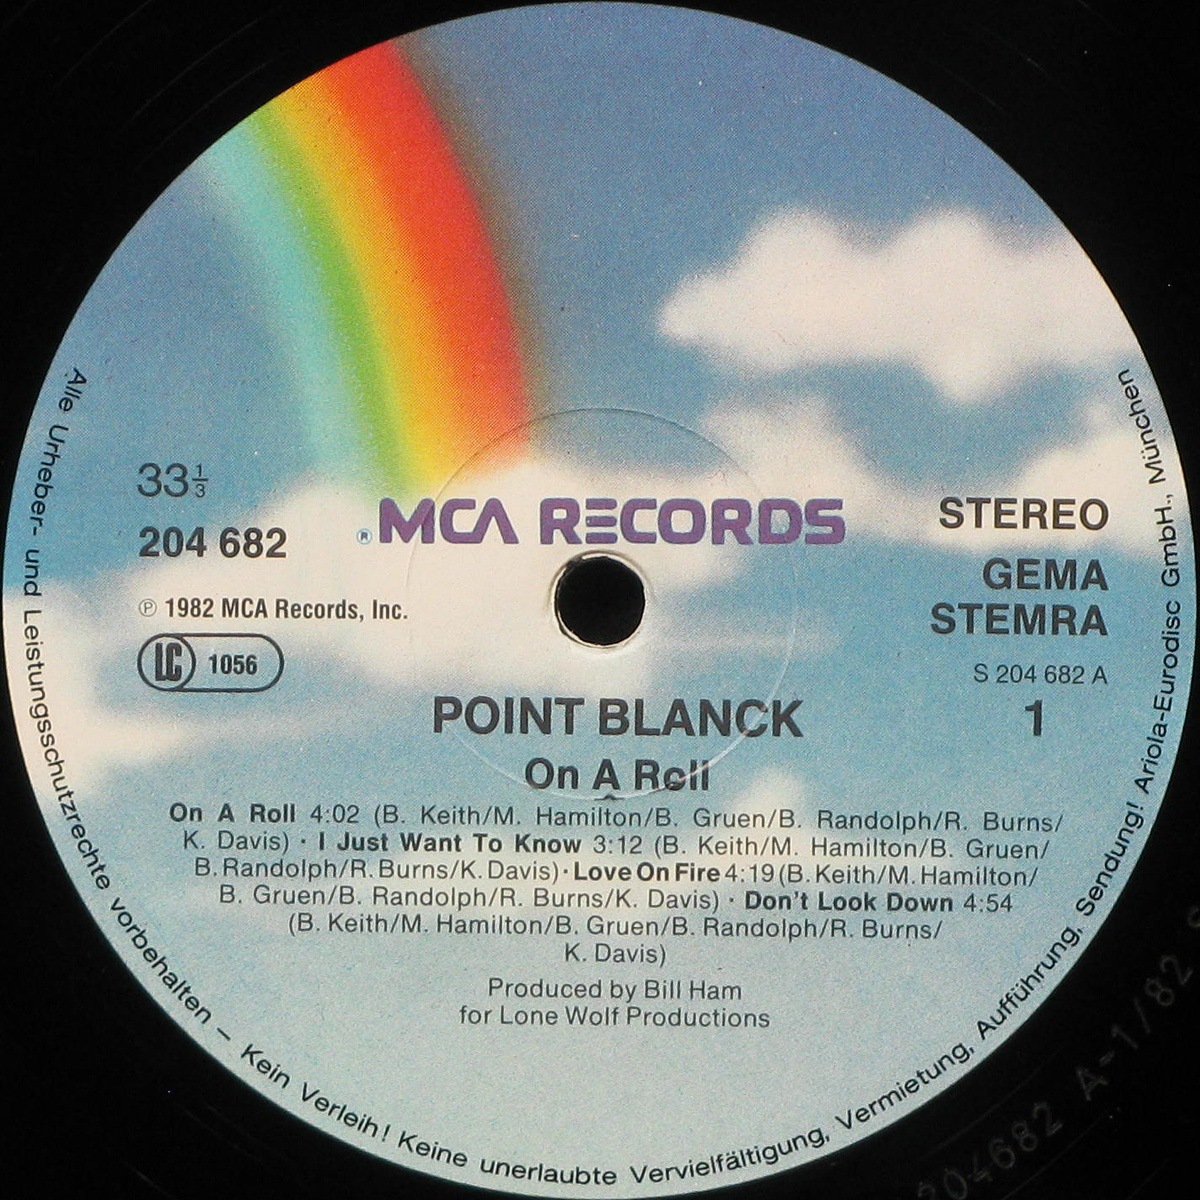 33⅓
204 682
℗ 1982 MCA Records, Inc.
LC 1056
® MCA RECORDS
STEREO
GEMA
STEMRA
S 204 682 A
1
POINT BLANCK
On A Roll
On A Roll 4:02 (B. Keith/M. Hamilton/B. Gruen/B. Randolph/R. Burns/
K. Davis) · I Just Want To Know 3:12 (B. Keith/M. Hamilton/B. Gruen/
B. Randolph/R. Burns/K. Davis) · Love On Fire 4:19 (B. Keith/M. Hamilton/
B. Gruen/B. Randolph/R. Burns/K. Davis) · Don't Look Down 4:54
(B. Keith/M. Hamilton/B. Gruen/B. Randolph/R. Burns/
K. Davis)
Produced by Bill Ham
for Lone Wolf Productions
Alle Urheber- und Leistungsschutzrechte vorbehalten – Kein Verleih! Keine unerlaubte Vervielfältigung, Vermietung, Aufführung, Sendung! Ariola-Eurodisc GmbH., München
204682 A-1/82